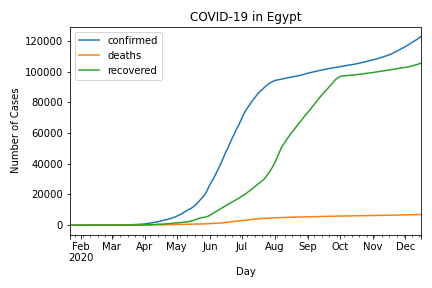 COVID-19 in Egypt
confirmed
deaths
recovered
Number of Cases
120000
100000
80000
60000
40000
20000
0
Feb Mar Apr May Jun Jul Aug Sep Oct Nov Dec
2020
Day